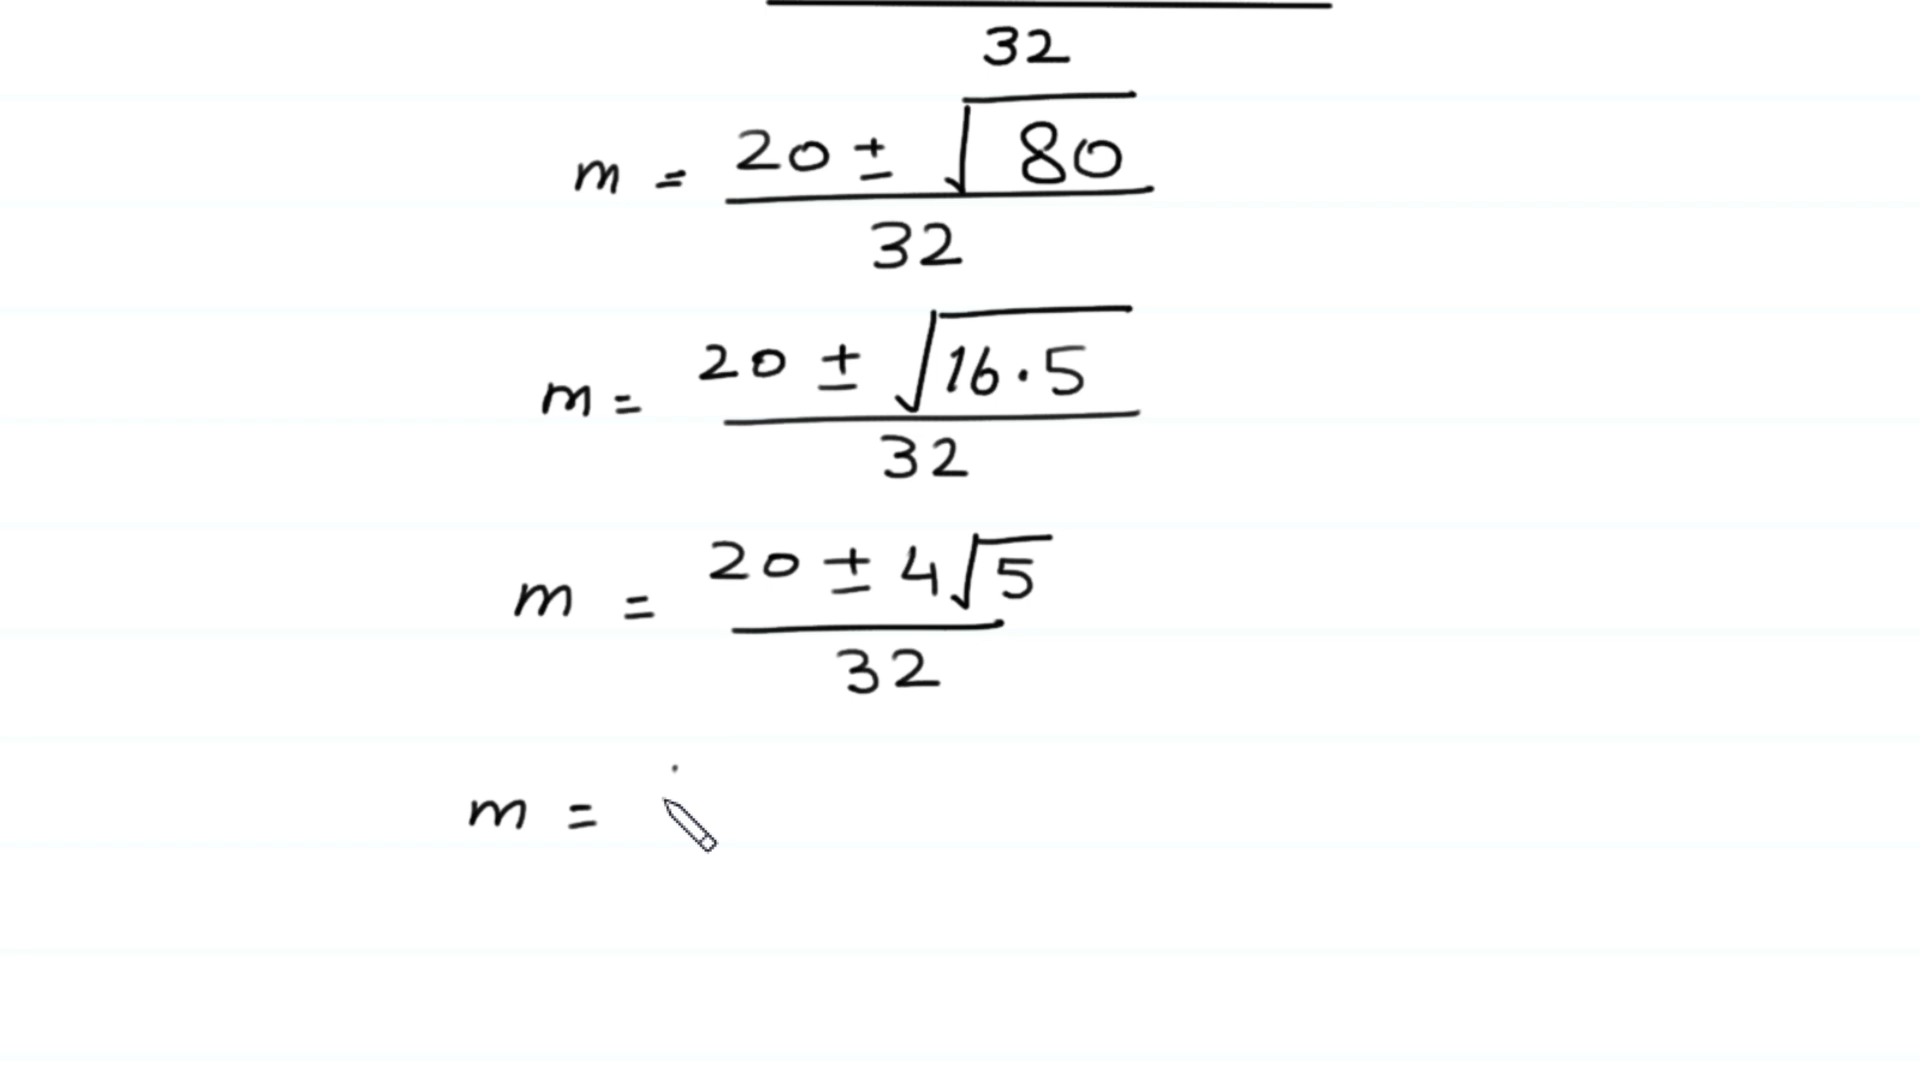 32
m = 20 ± √80
32
m = 20 ± √16·5
32
m = 20 ± 4√5
32
m =